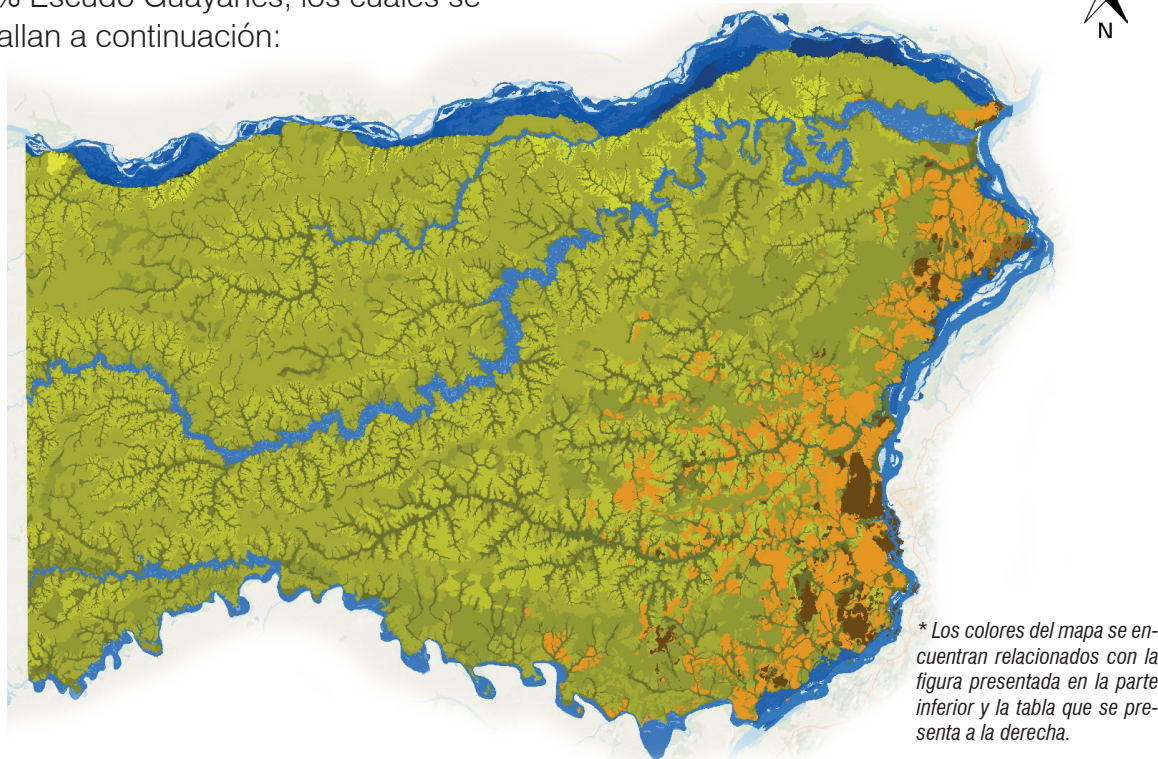 % Escudo Guayanés, los cuales se
allan a continuación:
N
* Los colores del mapa se en-
cuentran relacionados con la
figura presentada en la parte
inferior y la tabla que se pre-
senta a la derecha.